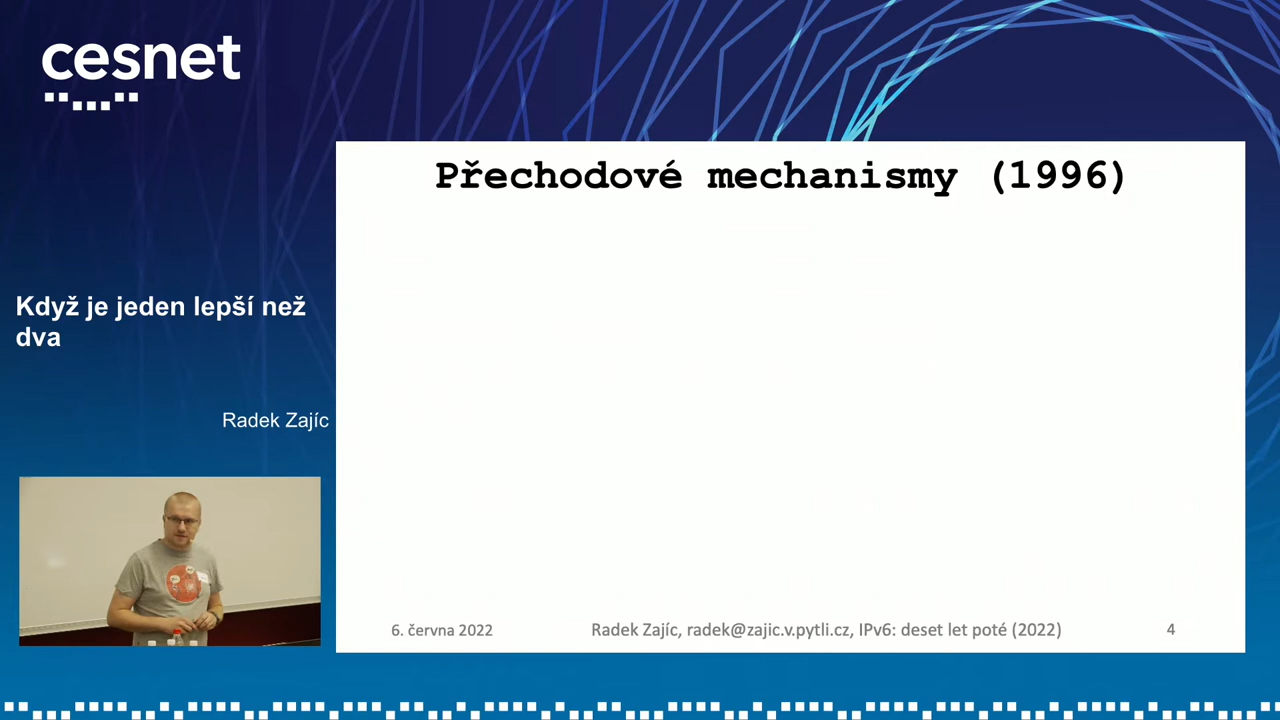 cesnet
Přechodové mechanismy (1996)
Když je jeden lepší než
dva
Radek Zajíc
6. června 2022
Radek Zajíc, radek@zajic.v.pytli.cz, IPv6: deset let poté (2022)
4